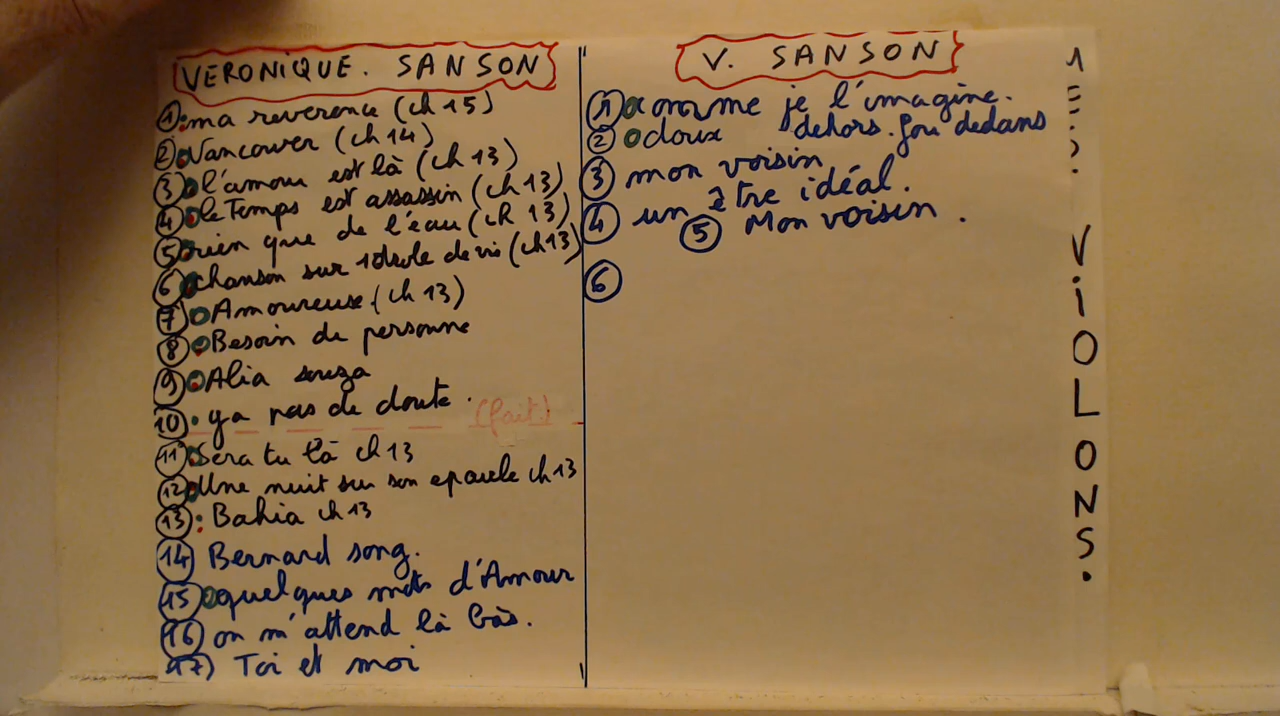 VERONIQUE. SANSON
1 ma reverence (ch 15)
2 Vancouver (ch 14)
3 l'amour est là (ch 13)
4 le Temps est assassin (ch 13)
5 rien que de l'éau (ch 13)
6 chanson sur 1 drole de vie (ch 13)
7 Amoureuse. (ch 13)
8 Besoin de personne
9 Alia souza
10 ya pas de doute.
(fait)
11 Sera tu là ch 13
12 Une nuit sur son epaule ch 13
13 Bahia ch 13
14 Bernard song.
15 quelques mots d'Amour
16 on m'attend là bas.
17) Toi et moi
V. SANSON
1 comme je l'imagine.
2 doux dehors. fou dedans
3 mon voisin
4 un être idéal.
5 Mon voisin.
6
VIOLONS.